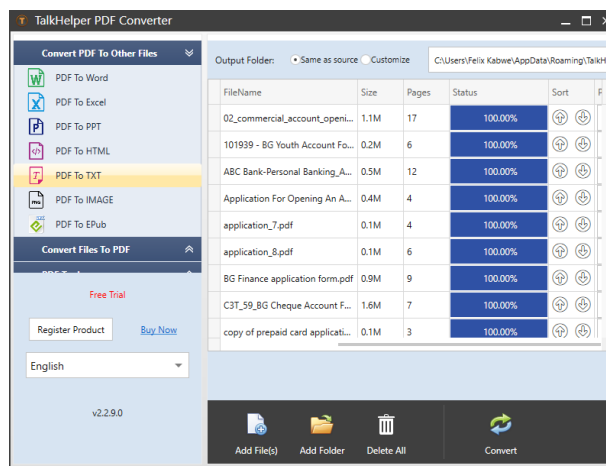 TalkHelper PDF Converter
Convert PDF To Other Files
PDF To Word
PDF To Excel
PDF To PPT
PDF To HTML
PDF To TXT
PDF To IMAGE
PDF To EPub
Convert Files To PDF
Free Trial
Register Product Buy Now
English
v2.2.9.0
Output Folder: Same as source Customize C:\Users\Felix Kabwe\AppData\Roaming\TalkH
FileName Size Pages Status Sort
02_commercial_account_openi... 1.1M 17 100.00%
101939 - BG Youth Account Fo... 0.2M 6 100.00%
ABC Bank-Personal Banking_A... 0.5M 12 100.00%
Application For Opening An A... 0.4M 4 100.00%
application_7.pdf 0.1M 4 100.00%
application_8.pdf 0.1M 6 100.00%
BG Finance application form.pdf 0.9M 9 100.00%
C3T_59_BG Cheque Account F... 1.6M 7 100.00%
copy of prepaid card applicati... 0.1M 3 100.00%
Add File(s) Add Folder Delete All Convert